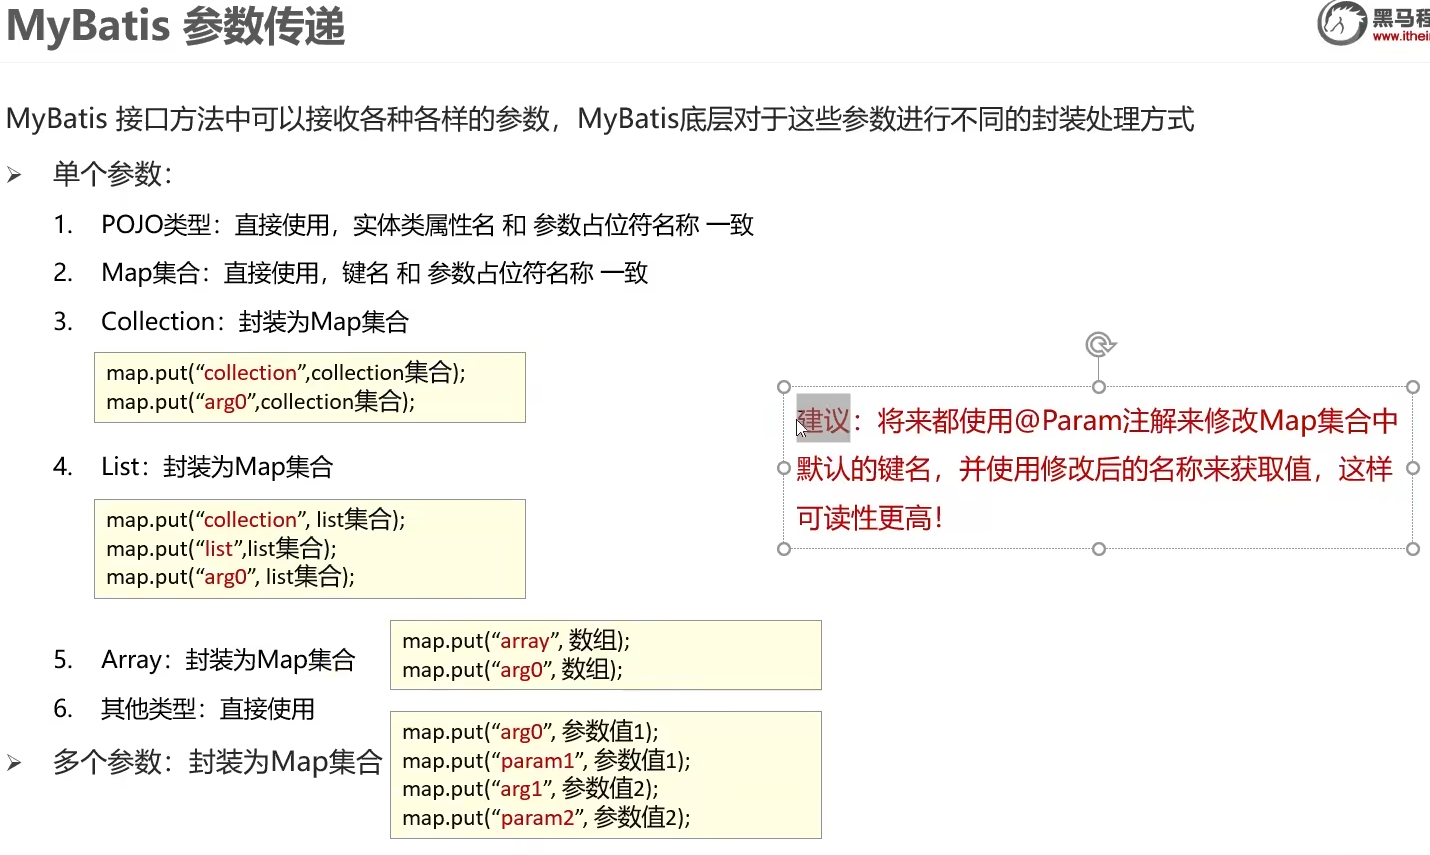 MyBatis 参数传递
黑马程
www.itheir
MyBatis 接口方法中可以接收各种各样的参数，MyBatis底层对于这些参数进行不同的封装处理方式
➢ 单个参数：
1. POJO类型：直接使用，实体类属性名 和 参数占位符名称 一致
2. Map集合：直接使用，键名 和 参数占位符名称 一致
3. Collection：封装为Map集合
map.put(“collection”,collection集合);
map.put(“arg0”,collection集合);
4. List：封装为Map集合
map.put(“collection”, list集合);
map.put(“list”,list集合);
map.put(“arg0”, list集合);
5. Array：封装为Map集合
map.put(“array”, 数组);
map.put(“arg0”, 数组);
6. 其他类型：直接使用
➢ 多个参数：封装为Map集合
map.put(“arg0”, 参数值1);
map.put(“param1”, 参数值1);
map.put(“arg1”, 参数值2);
map.put(“param2”, 参数值2);
建议：将来都使用@Param注解来修改Map集合中
默认的键名，并使用修改后的名称来获取值，这样
可读性更高！